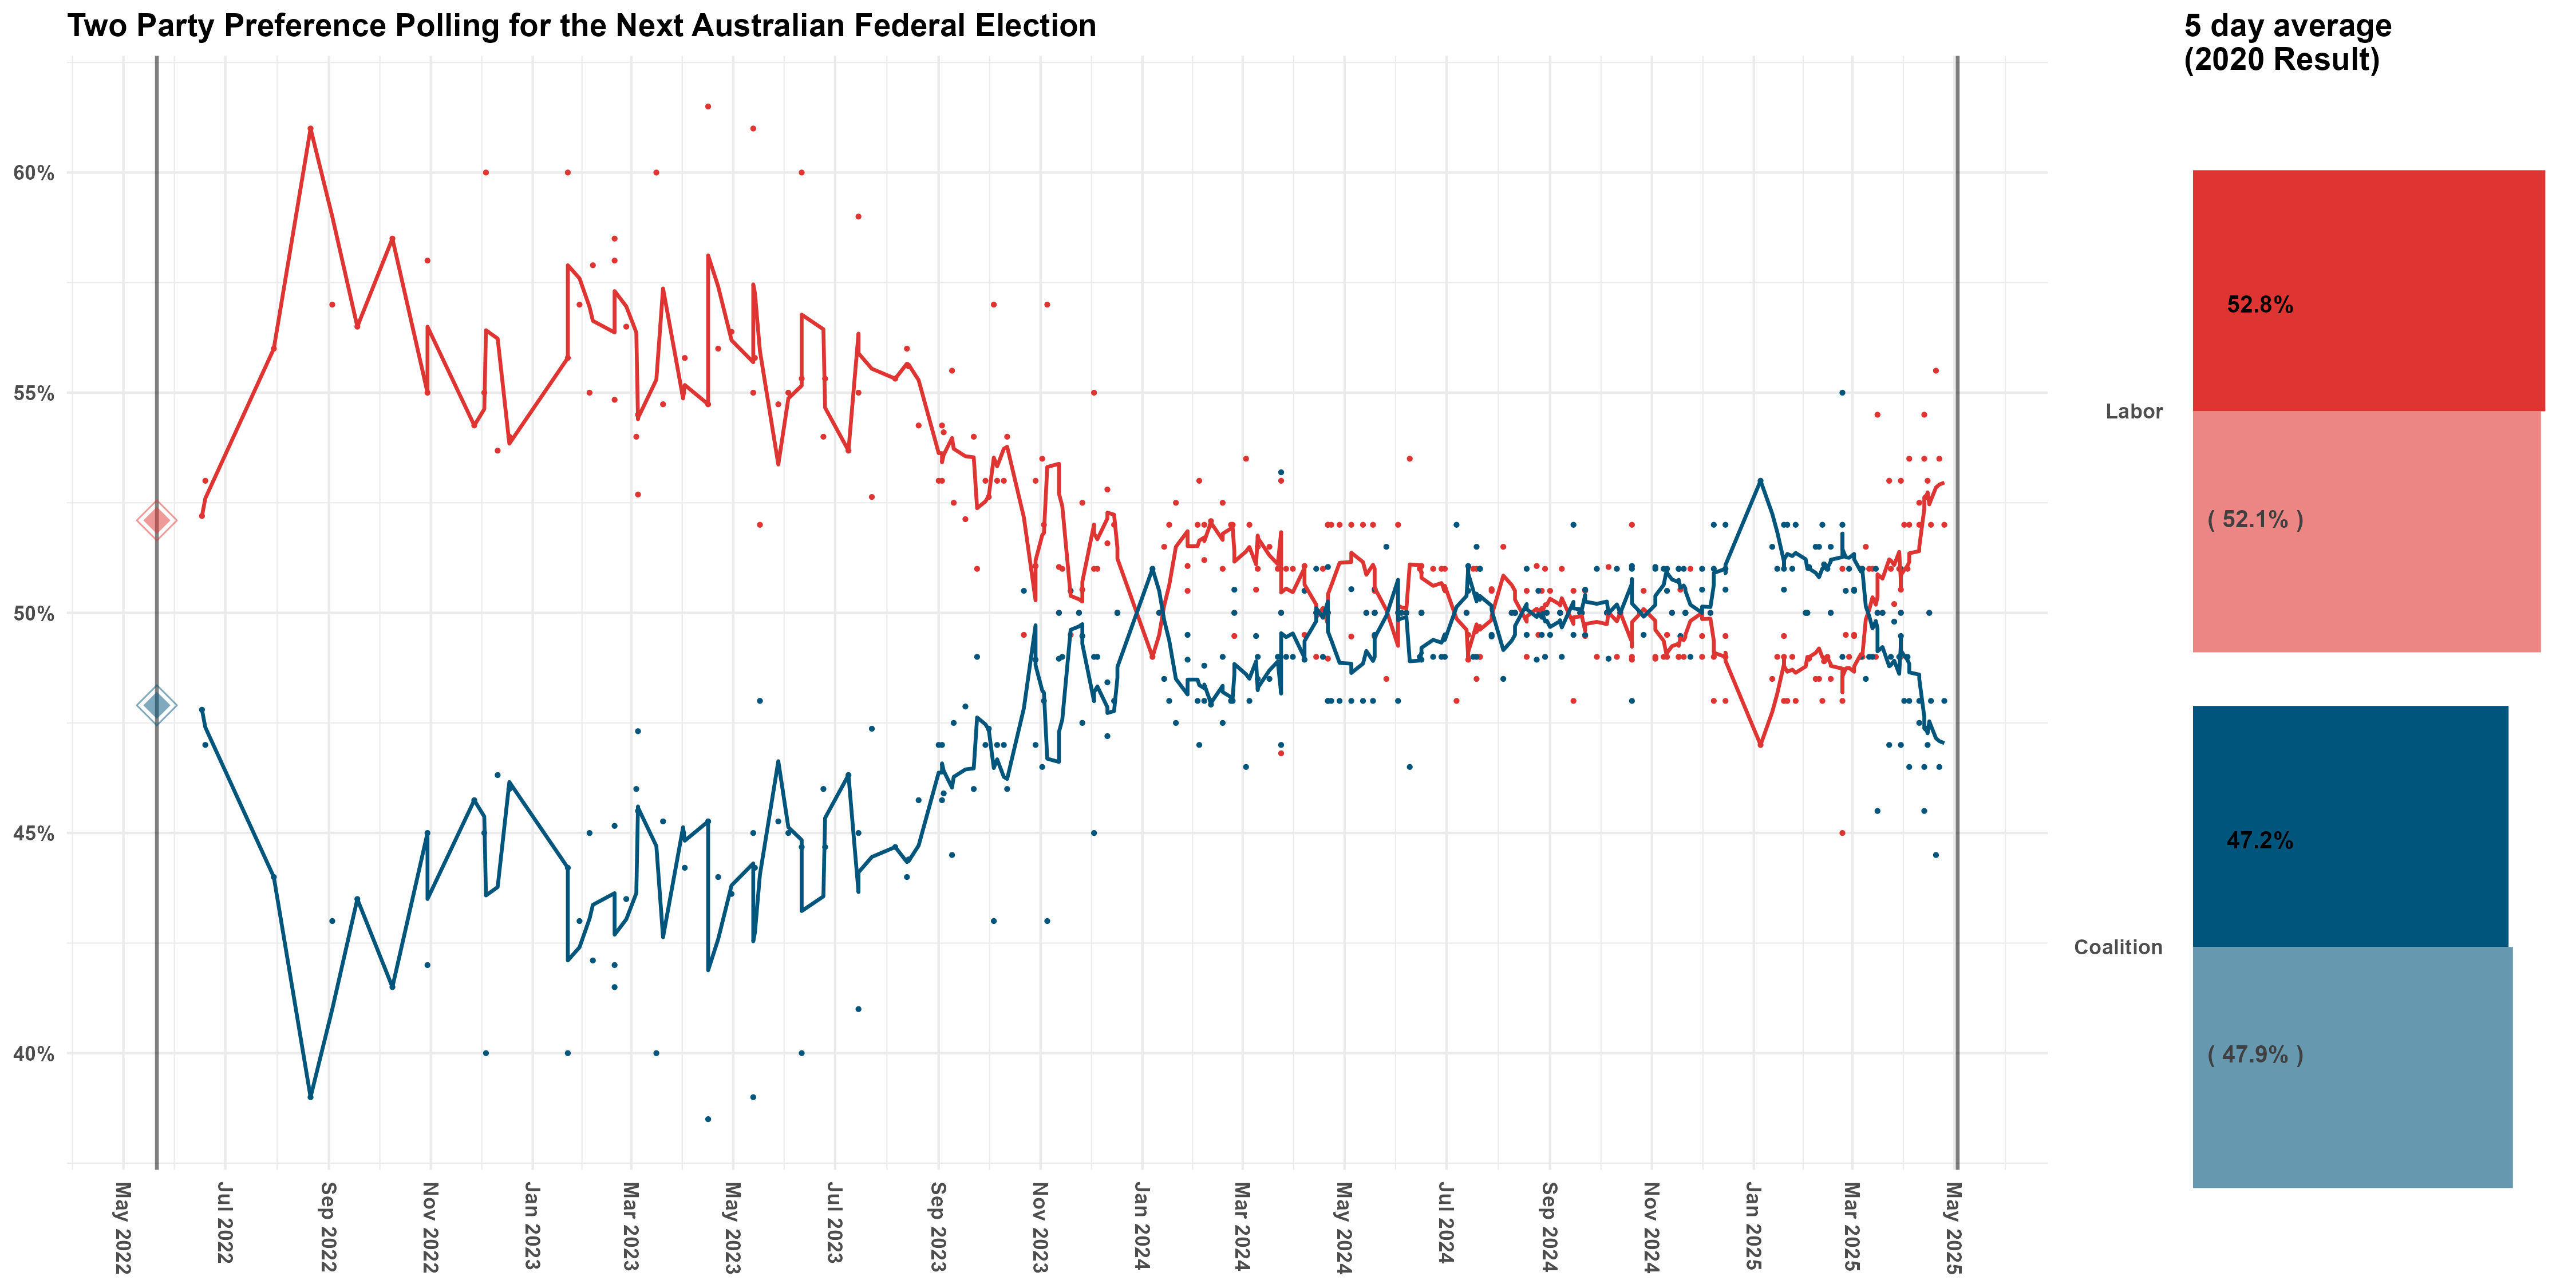 Two Party Preference Polling for the Next Australian Federal Election
5 day average
(2020 Result)
60%
55%
50%
45%
40%
May 2022
Jul 2022
Sep 2022
Nov 2022
Jan 2023
Mar 2023
May 2023
Jul 2023
Sep 2023
Nov 2023
Jan 2024
Mar 2024
May 2024
Jul 2024
Sep 2024
Nov 2024
Jan 2025
Mar 2025
May 2025
Labor
52.8%
( 52.1% )
Coalition
47.2%
( 47.9% )